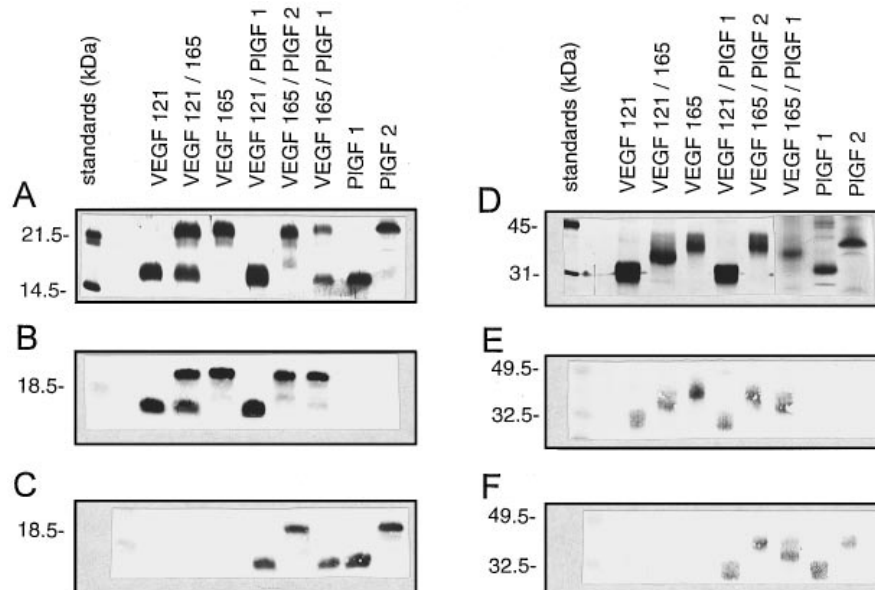 standards (kDa)
VEGF 121
VEGF 121 / 165
VEGF 165
VEGF 121 / PlGF 1
VEGF 165 / PlGF 2
VEGF 165 / PlGF 1
PlGF 1
PlGF 2
A
21.5-
14.5-
B
18.5-
C
18.5-
standards (kDa)
VEGF 121
VEGF 121 / 165
VEGF 165
VEGF 121 / PlGF 1
VEGF 165 / PlGF 2
VEGF 165 / PlGF 1
PlGF 1
PlGF 2
D
45-
31-
E
49.5-
32.5-
F
49.5-
32.5-